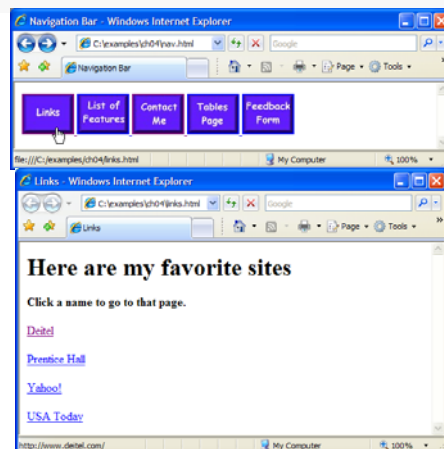 Navigation Bar - Windows Internet Explorer
C:\examples\ch04\nav.html Google
Navigation Bar Page Tools »
Links List of Features Contact Me Tables Page Feedback Form
file:///C:/examples/ch04/links.html My Computer 100%
Links - Windows Internet Explorer
C:\examples\ch04\links.html Google
Links Page Tools »
Here are my favorite sites
Click a name to go to that page.
Deitel
Prentice Hall
Yahoo!
USA Today
http://www.deitel.com/ My Computer 100%